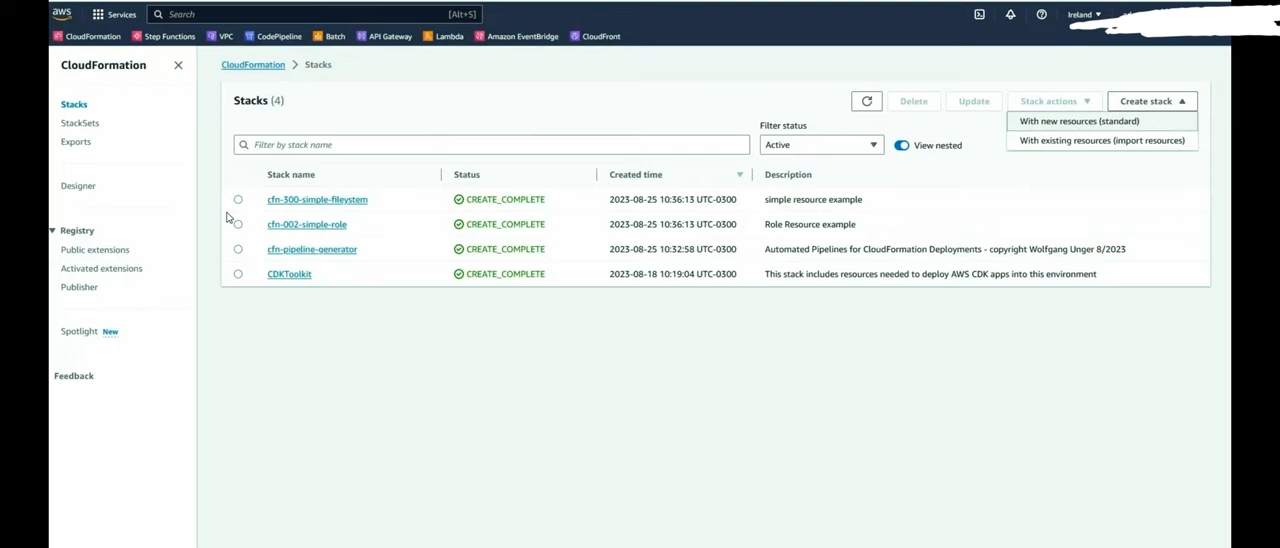 aws Services Search [Alt+S] Ireland
CloudFormation Step Functions VPC CodePipeline Batch API Gateway Lambda Amazon EventBridge CloudFront
CloudFormation
CloudFormation > Stacks
Stacks
StackSets
Exports
Designer
Registry
Public extensions
Activated extensions
Publisher
Spotlight New
Feedback
Stacks (4)
Delete Update Stack actions Create stack
With new resources (standard)
With existing resources (import resources)
Filter status
Filter by stack name Active View nested
Stack name Status Created time Description
cfn-300-simple-fileystem CREATE_COMPLETE 2023-08-25 10:36:13 UTC-0300 simple resource example
cfn-002-simple-role CREATE_COMPLETE 2023-08-25 10:36:13 UTC-0300 Role Resource example
cfn-pipeline-generator CREATE_COMPLETE 2023-08-25 10:32:58 UTC-0300 Automated Pipelines for CloudFormation Deployments - copyright Wolfgang Unger 8/2023
CDKToolkit CREATE_COMPLETE 2023-08-18 10:19:04 UTC-0300 This stack includes resources needed to deploy AWS CDK apps into this environment